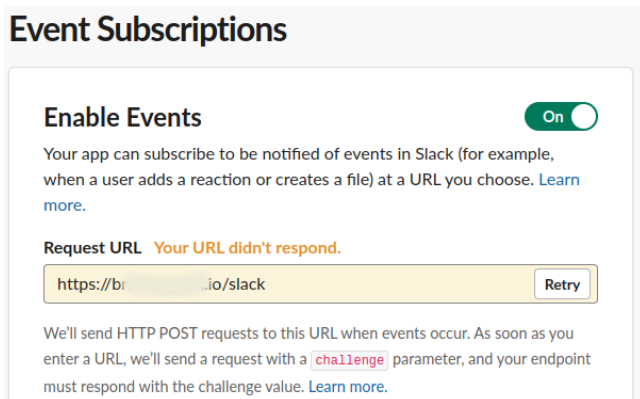 Event Subscriptions
Enable Events
On
Your app can subscribe to be notified of events in Slack (for example,
when a user adds a reaction or creates a file) at a URL you choose. Learn
more.
Request URL Your URL didn't respond.
https://br .io/slack
Retry
We'll send HTTP POST requests to this URL when events occur. As soon as you
enter a URL, we'll send a request with a challenge parameter, and your endpoint
must respond with the challenge value. Learn more.